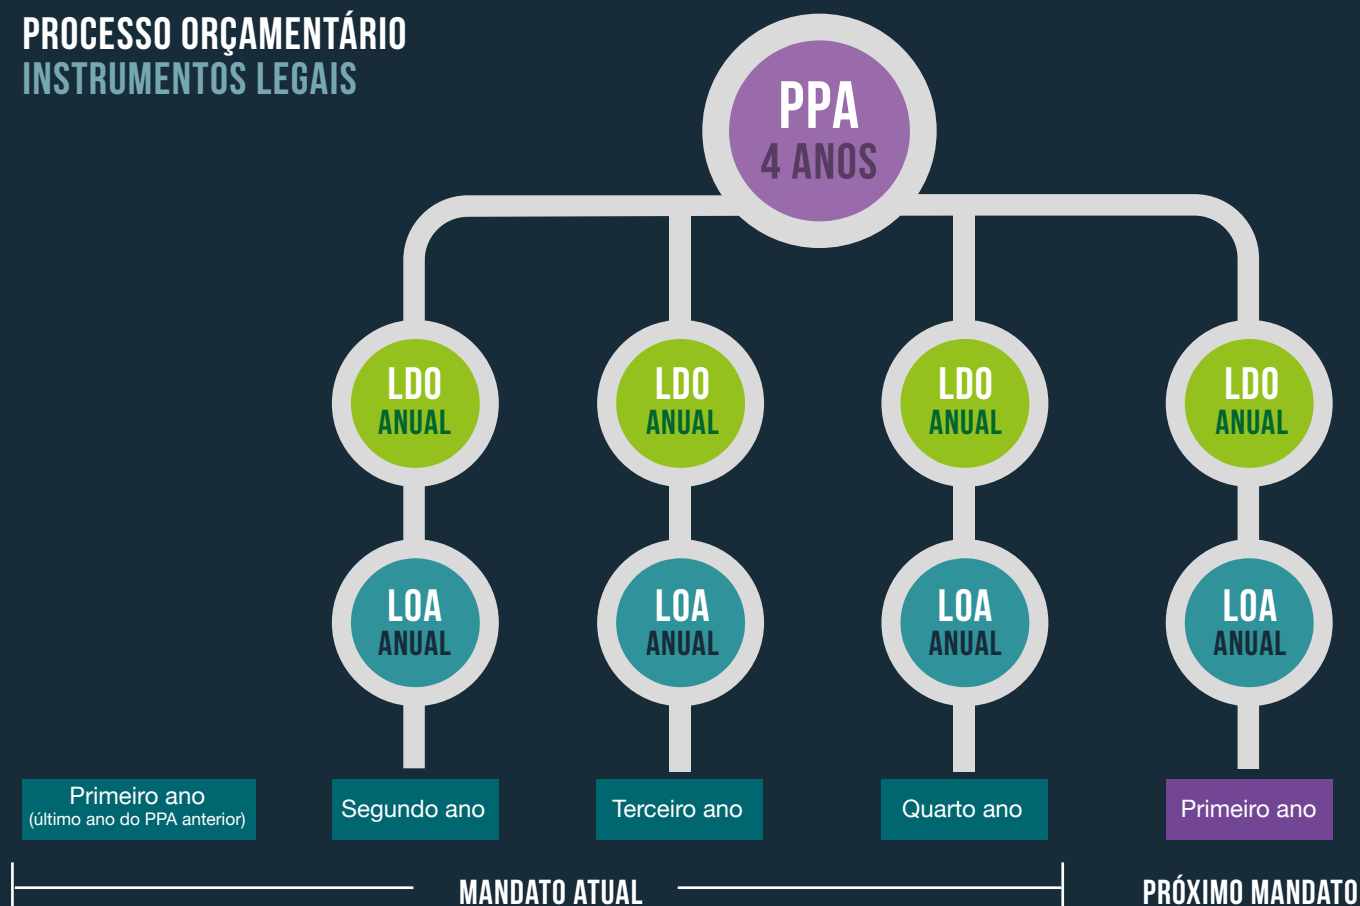 PROCESSO ORÇAMENTÁRIO
INSTRUMENTOS LEGAIS
PPA
4 ANOS
LDO
ANUAL
LDO
ANUAL
LDO
ANUAL
LDO
ANUAL
LOA
ANUAL
LOA
ANUAL
LOA
ANUAL
LOA
ANUAL
Primeiro ano
(último ano do PPA anterior)
Segundo ano
Terceiro ano
Quarto ano
Primeiro ano
MANDATO ATUAL
PRÓXIMO MANDATO